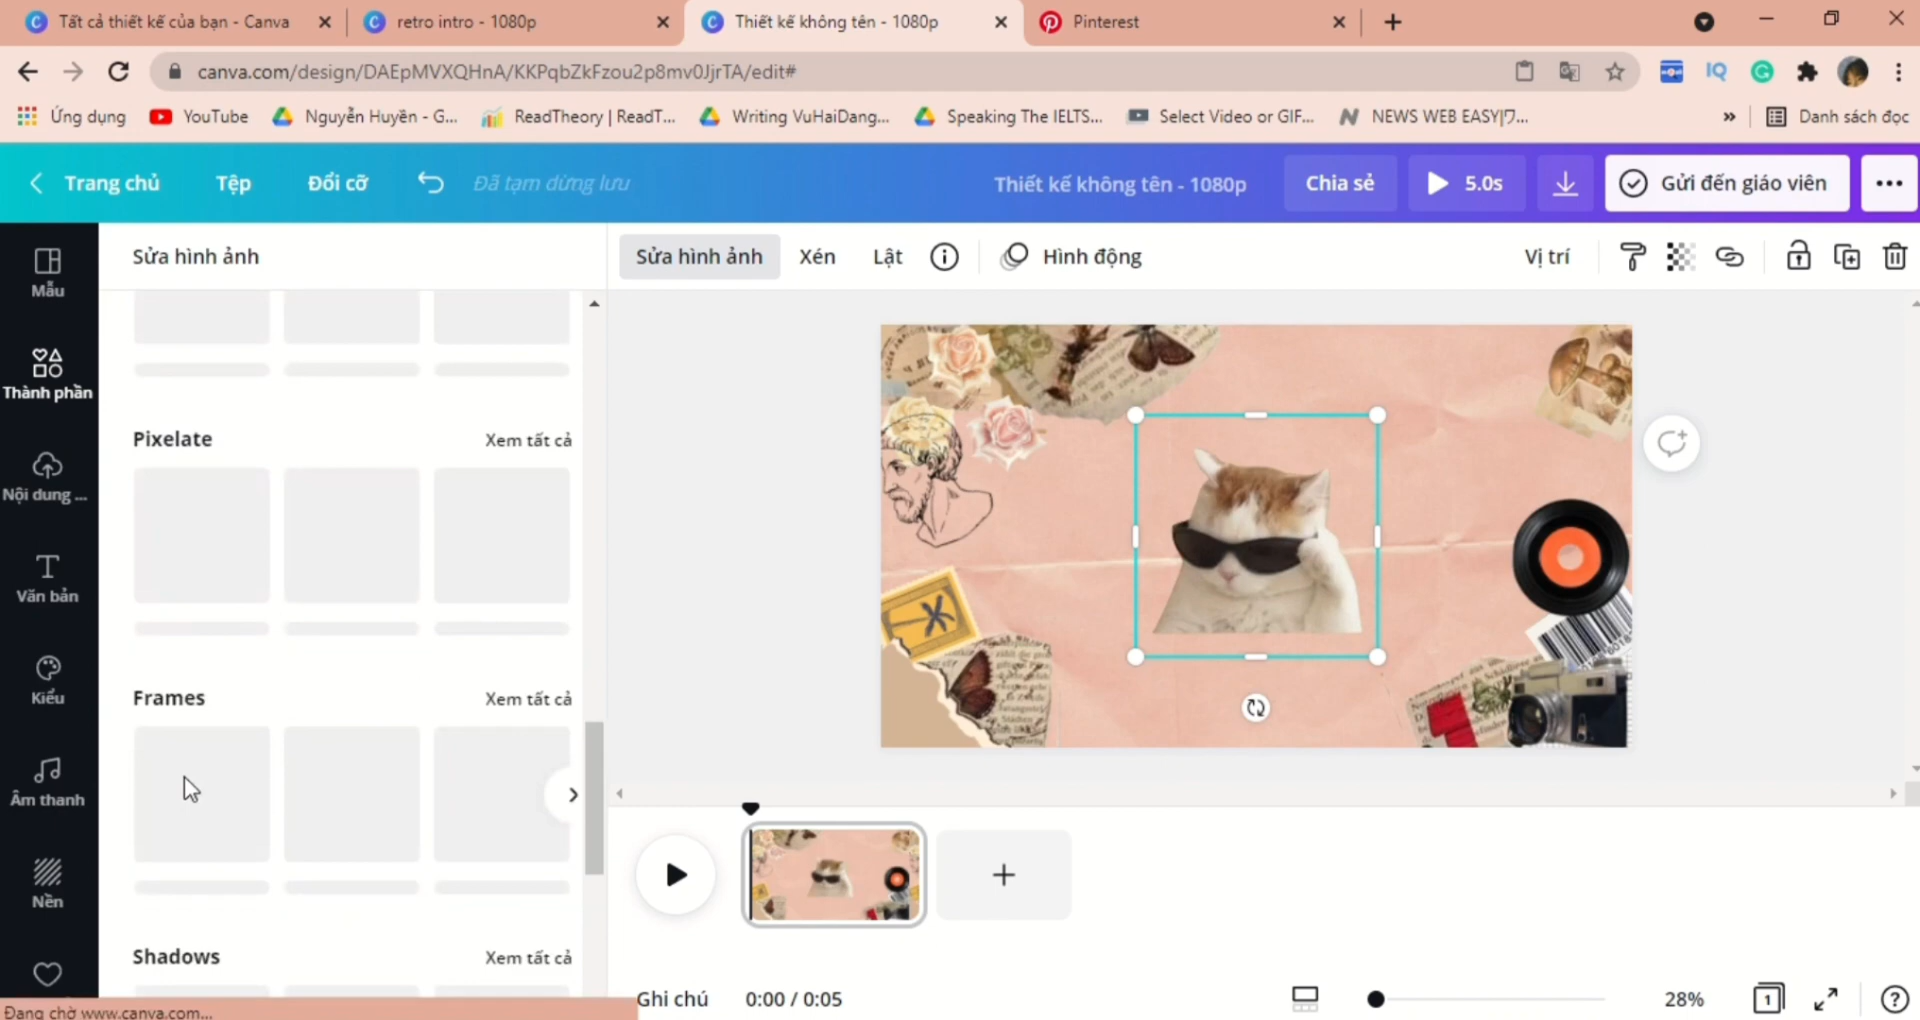 Tất cả thiết kế của bạn - Canva
retro intro - 1080p
Thiết kế không tên - 1080p
Pinterest
canva.com/design/DAEpMVXQHnA/KKPqbZkFzou2p8mv0JjrTA/edit#
Ứng dụng
YouTube
Nguyễn Huyền - G...
ReadTheory | ReadT...
Writing VuHaiDang...
Speaking The IELTS...
Select Video or GIF...
NEWS WEB EASY|ワ...
»
Danh sách đọc
Trang chủ
Tệp
Đổi cỡ
Đã tạm dừng lưu
Thiết kế không tên - 1080p
Chia sẻ
5.0s
Gửi đến giáo viên
Mẫu
Thành phần
Nội dung ...
Văn bản
Kiểu
Âm thanh
Nền
Sửa hình ảnh
Sửa hình ảnh
Xén
Lật
Hình động
Vị trí
Pixelate
Xem tất cả
Frames
Xem tất cả
Shadows
Xem tất cả
Ghi chú
0:00 / 0:05
28%
1
Đang chờ www.canva.com...